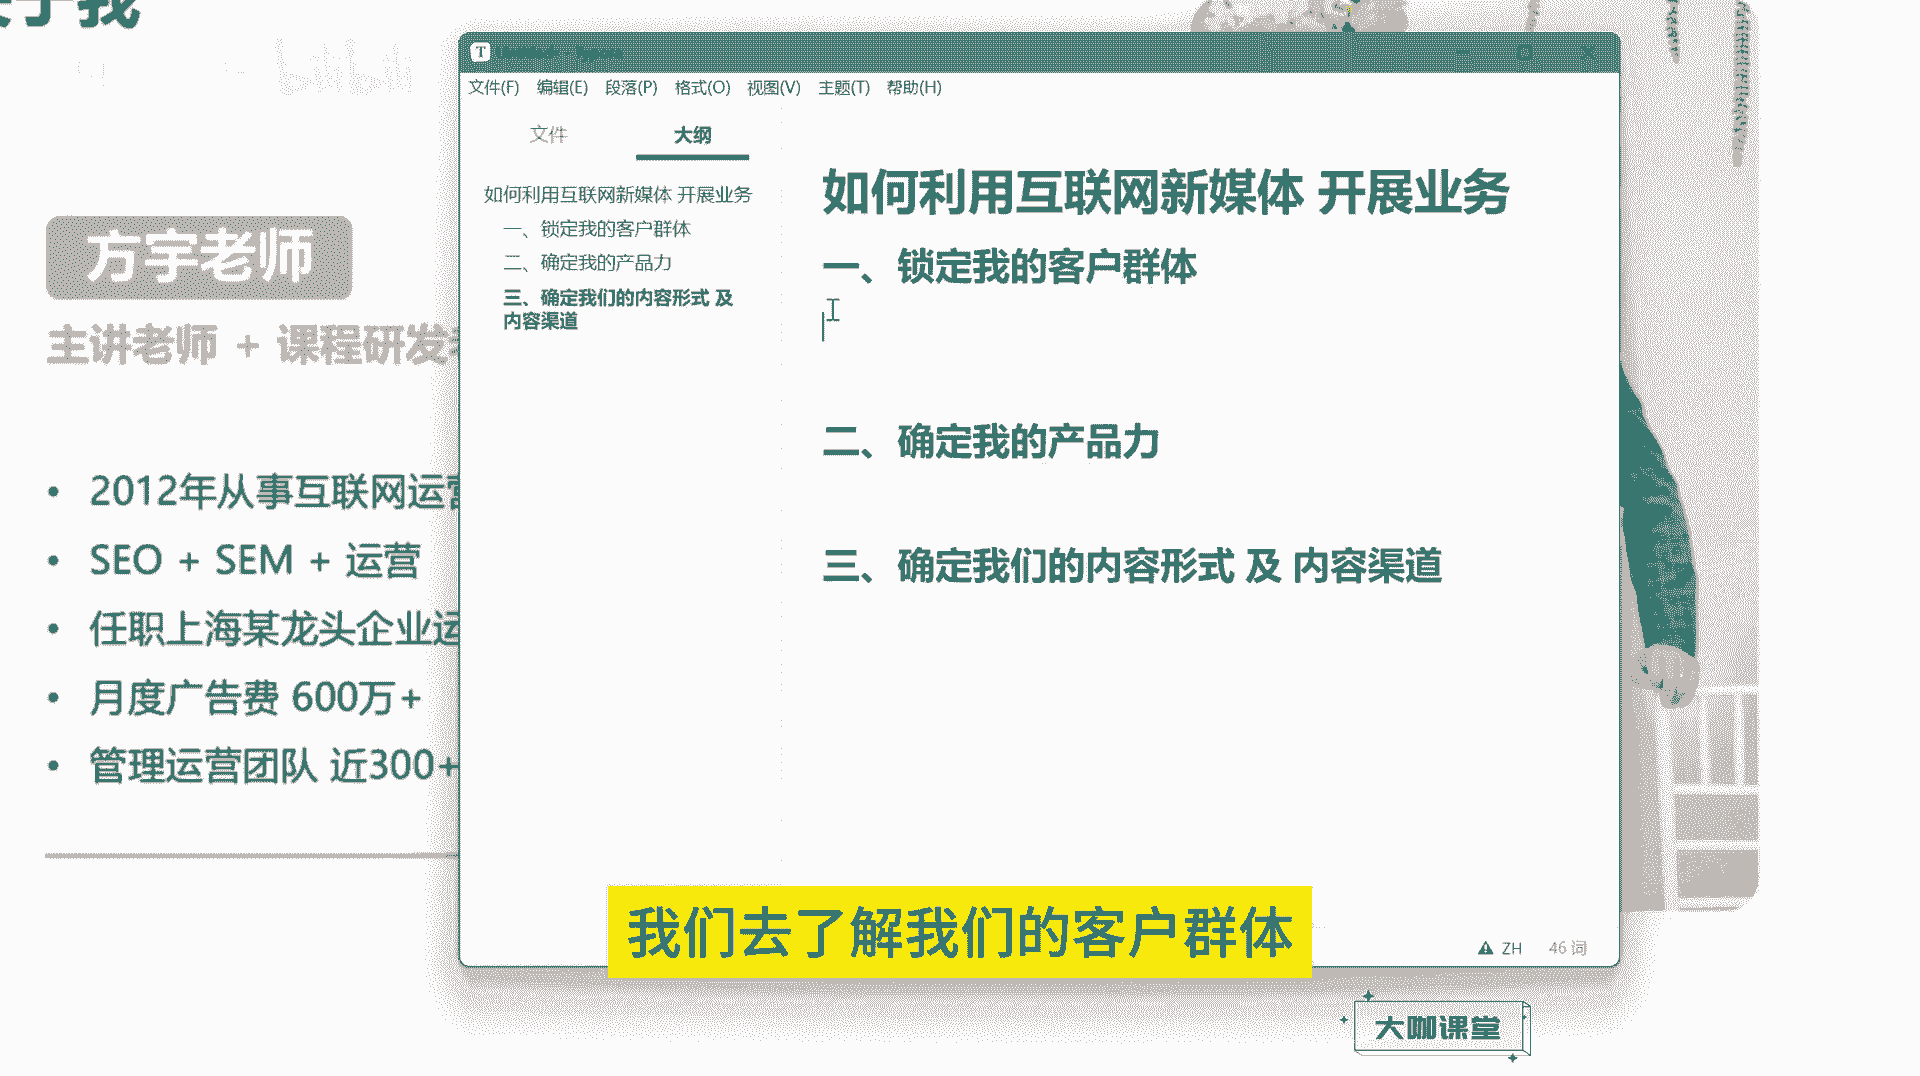 bilibili
方宇老师
主讲老师 + 课程研发
2012年从事互联网运营
SEO + SEM + 运营
任职上海某龙头企业运
月度广告费 600万+
管理运营团队 近300+
T
文件(F) 编辑(E) 段落(P) 格式(O) 视图(V) 主题(T) 帮助(H)
文件 大纲
如何利用互联网新媒体 开展业务
一、锁定我的客户群体
二、确定我的产品力
三、确定我们的内容形式 及
内容渠道
如何利用互联网新媒体 开展业务
一、锁定我的客户群体
二、确定我的产品力
三、确定我们的内容形式 及 内容渠道
ZH 46 词
我们去了解我们的客户群体
大咖课堂